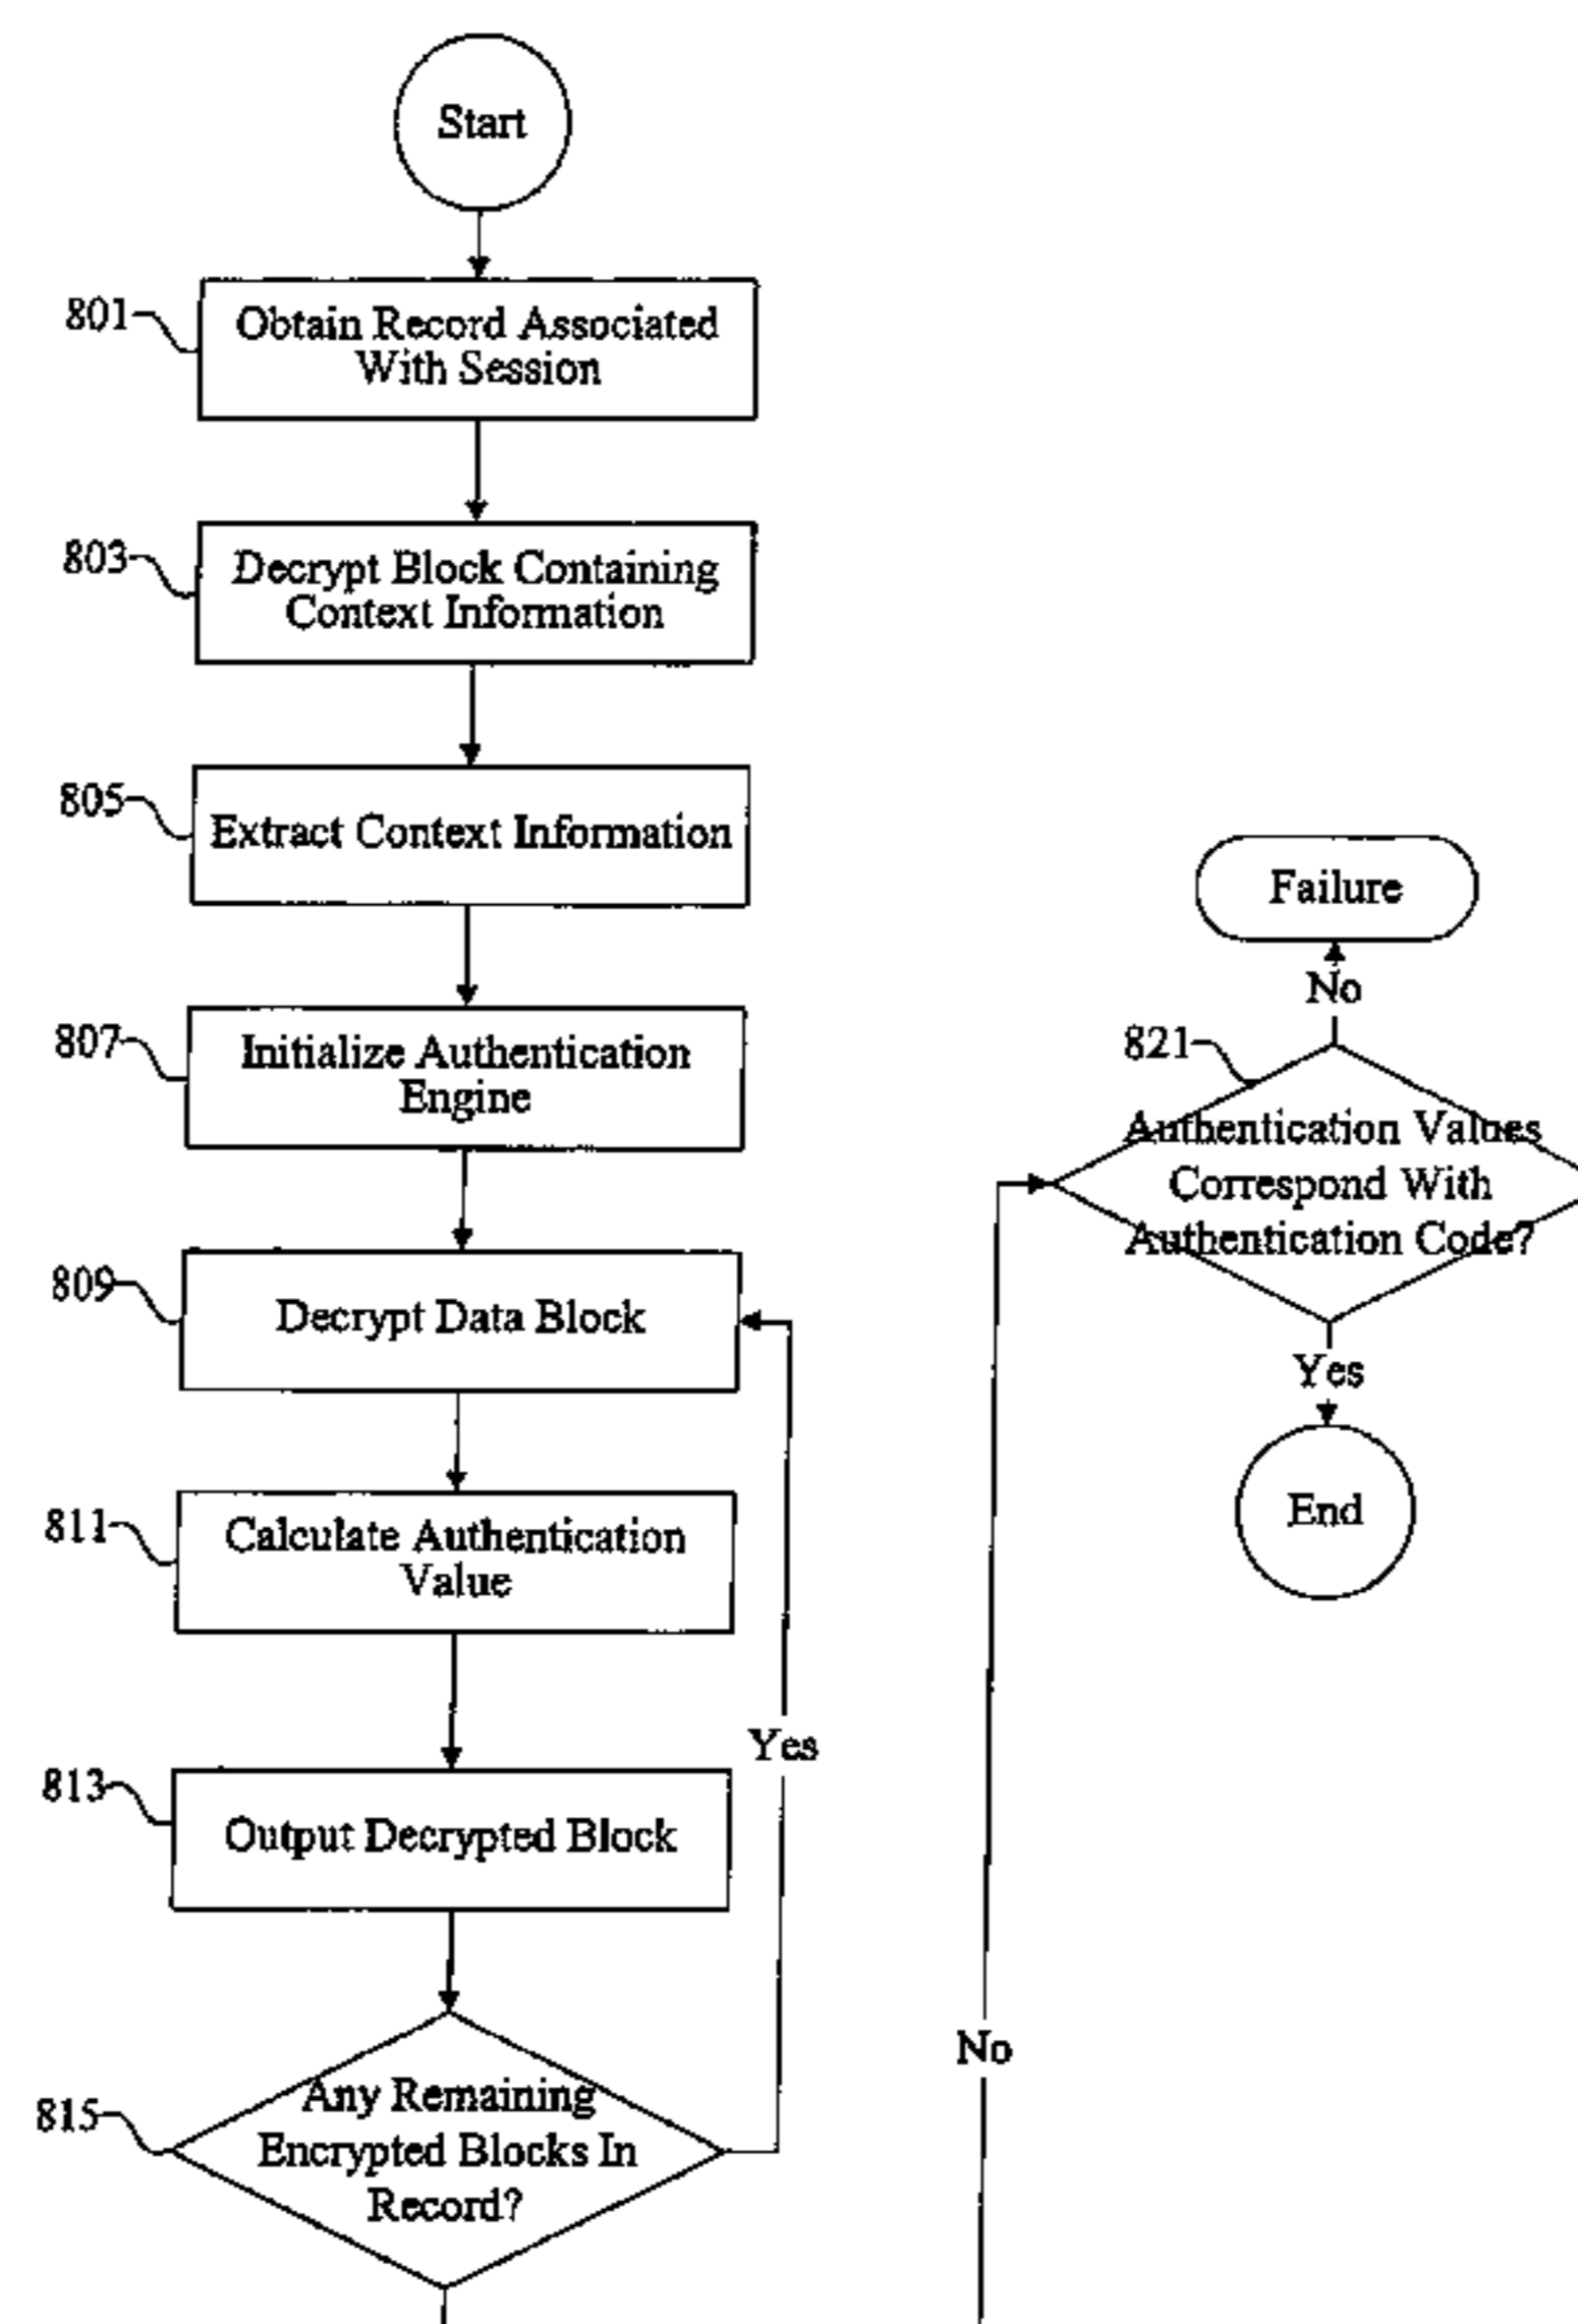 Start
801
Obtain Record Associated
With Session
803
Decrypt Block Containing
Context Information
805
Extract Context Information
807
Initialize Authentication
Engine
809
Decrypt Data Block
811
Calculate Authentication
Value
813
Output Decrypted Block
Yes
815
Any Remaining
Encrypted Blocks In
Record?
No
Failure
No
821
Authentication Values
Correspond With
Authentication Code?
Yes
End